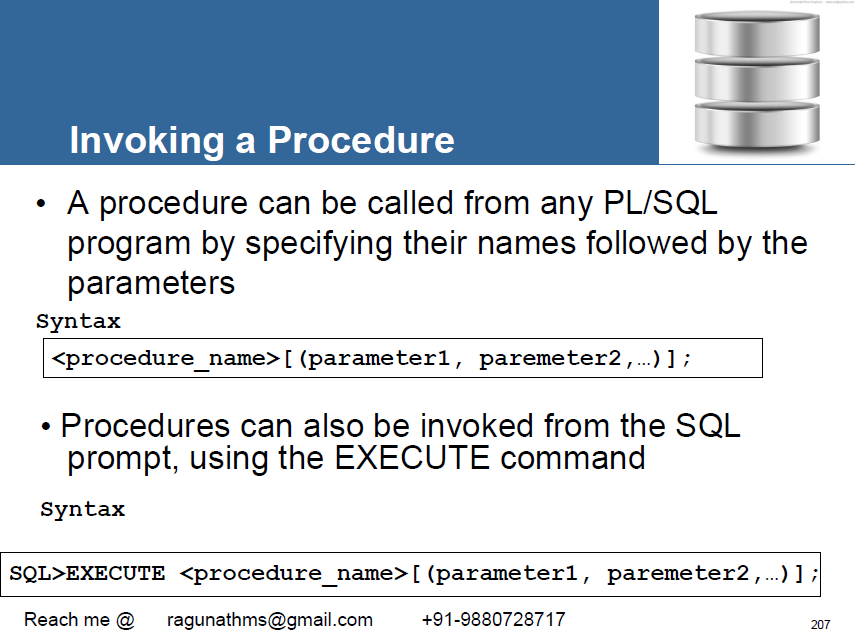 Invoking a Procedure
• A procedure can be called from any PL/SQL
program by specifying their names followed by the
parameters
Syntax
<procedure_name>[(parameter1, paremeter2,…)];
• Procedures can also be invoked from the SQL
prompt, using the EXECUTE command
Syntax
SQL>EXECUTE <procedure_name>[(parameter1, paremeter2,…)];
Reach me @ ragunathms@gmail.com +91-9880728717
207